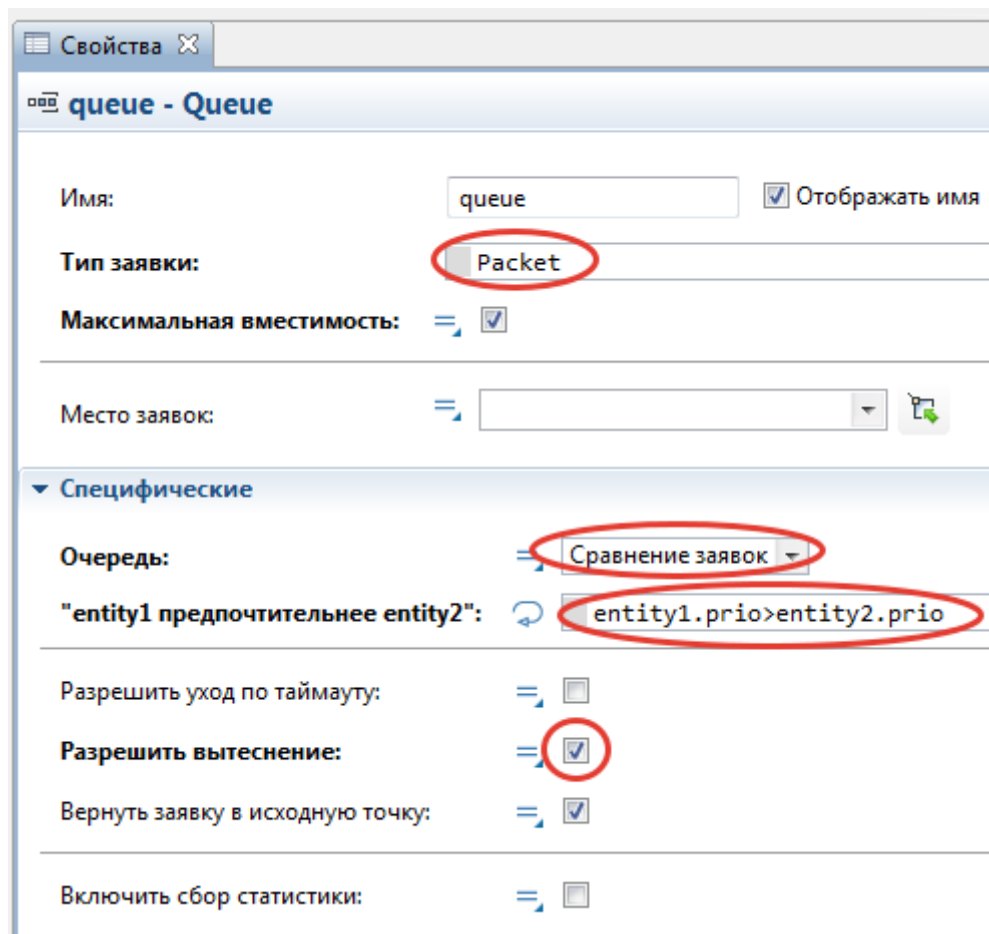 Свойства
queue - Queue
Имя: queue Отображать имя
Тип заявки: Packet
Максимальная вместимость:
Место заявок:
Специфические
Очередь: Сравнение заявок
"entity1 предпочтительнее entity2": entity1.prio>entity2.prio
Разрешить уход по таймауту:
Разрешить вытеснение:
Вернуть заявку в исходную точку:
Включить сбор статистики: